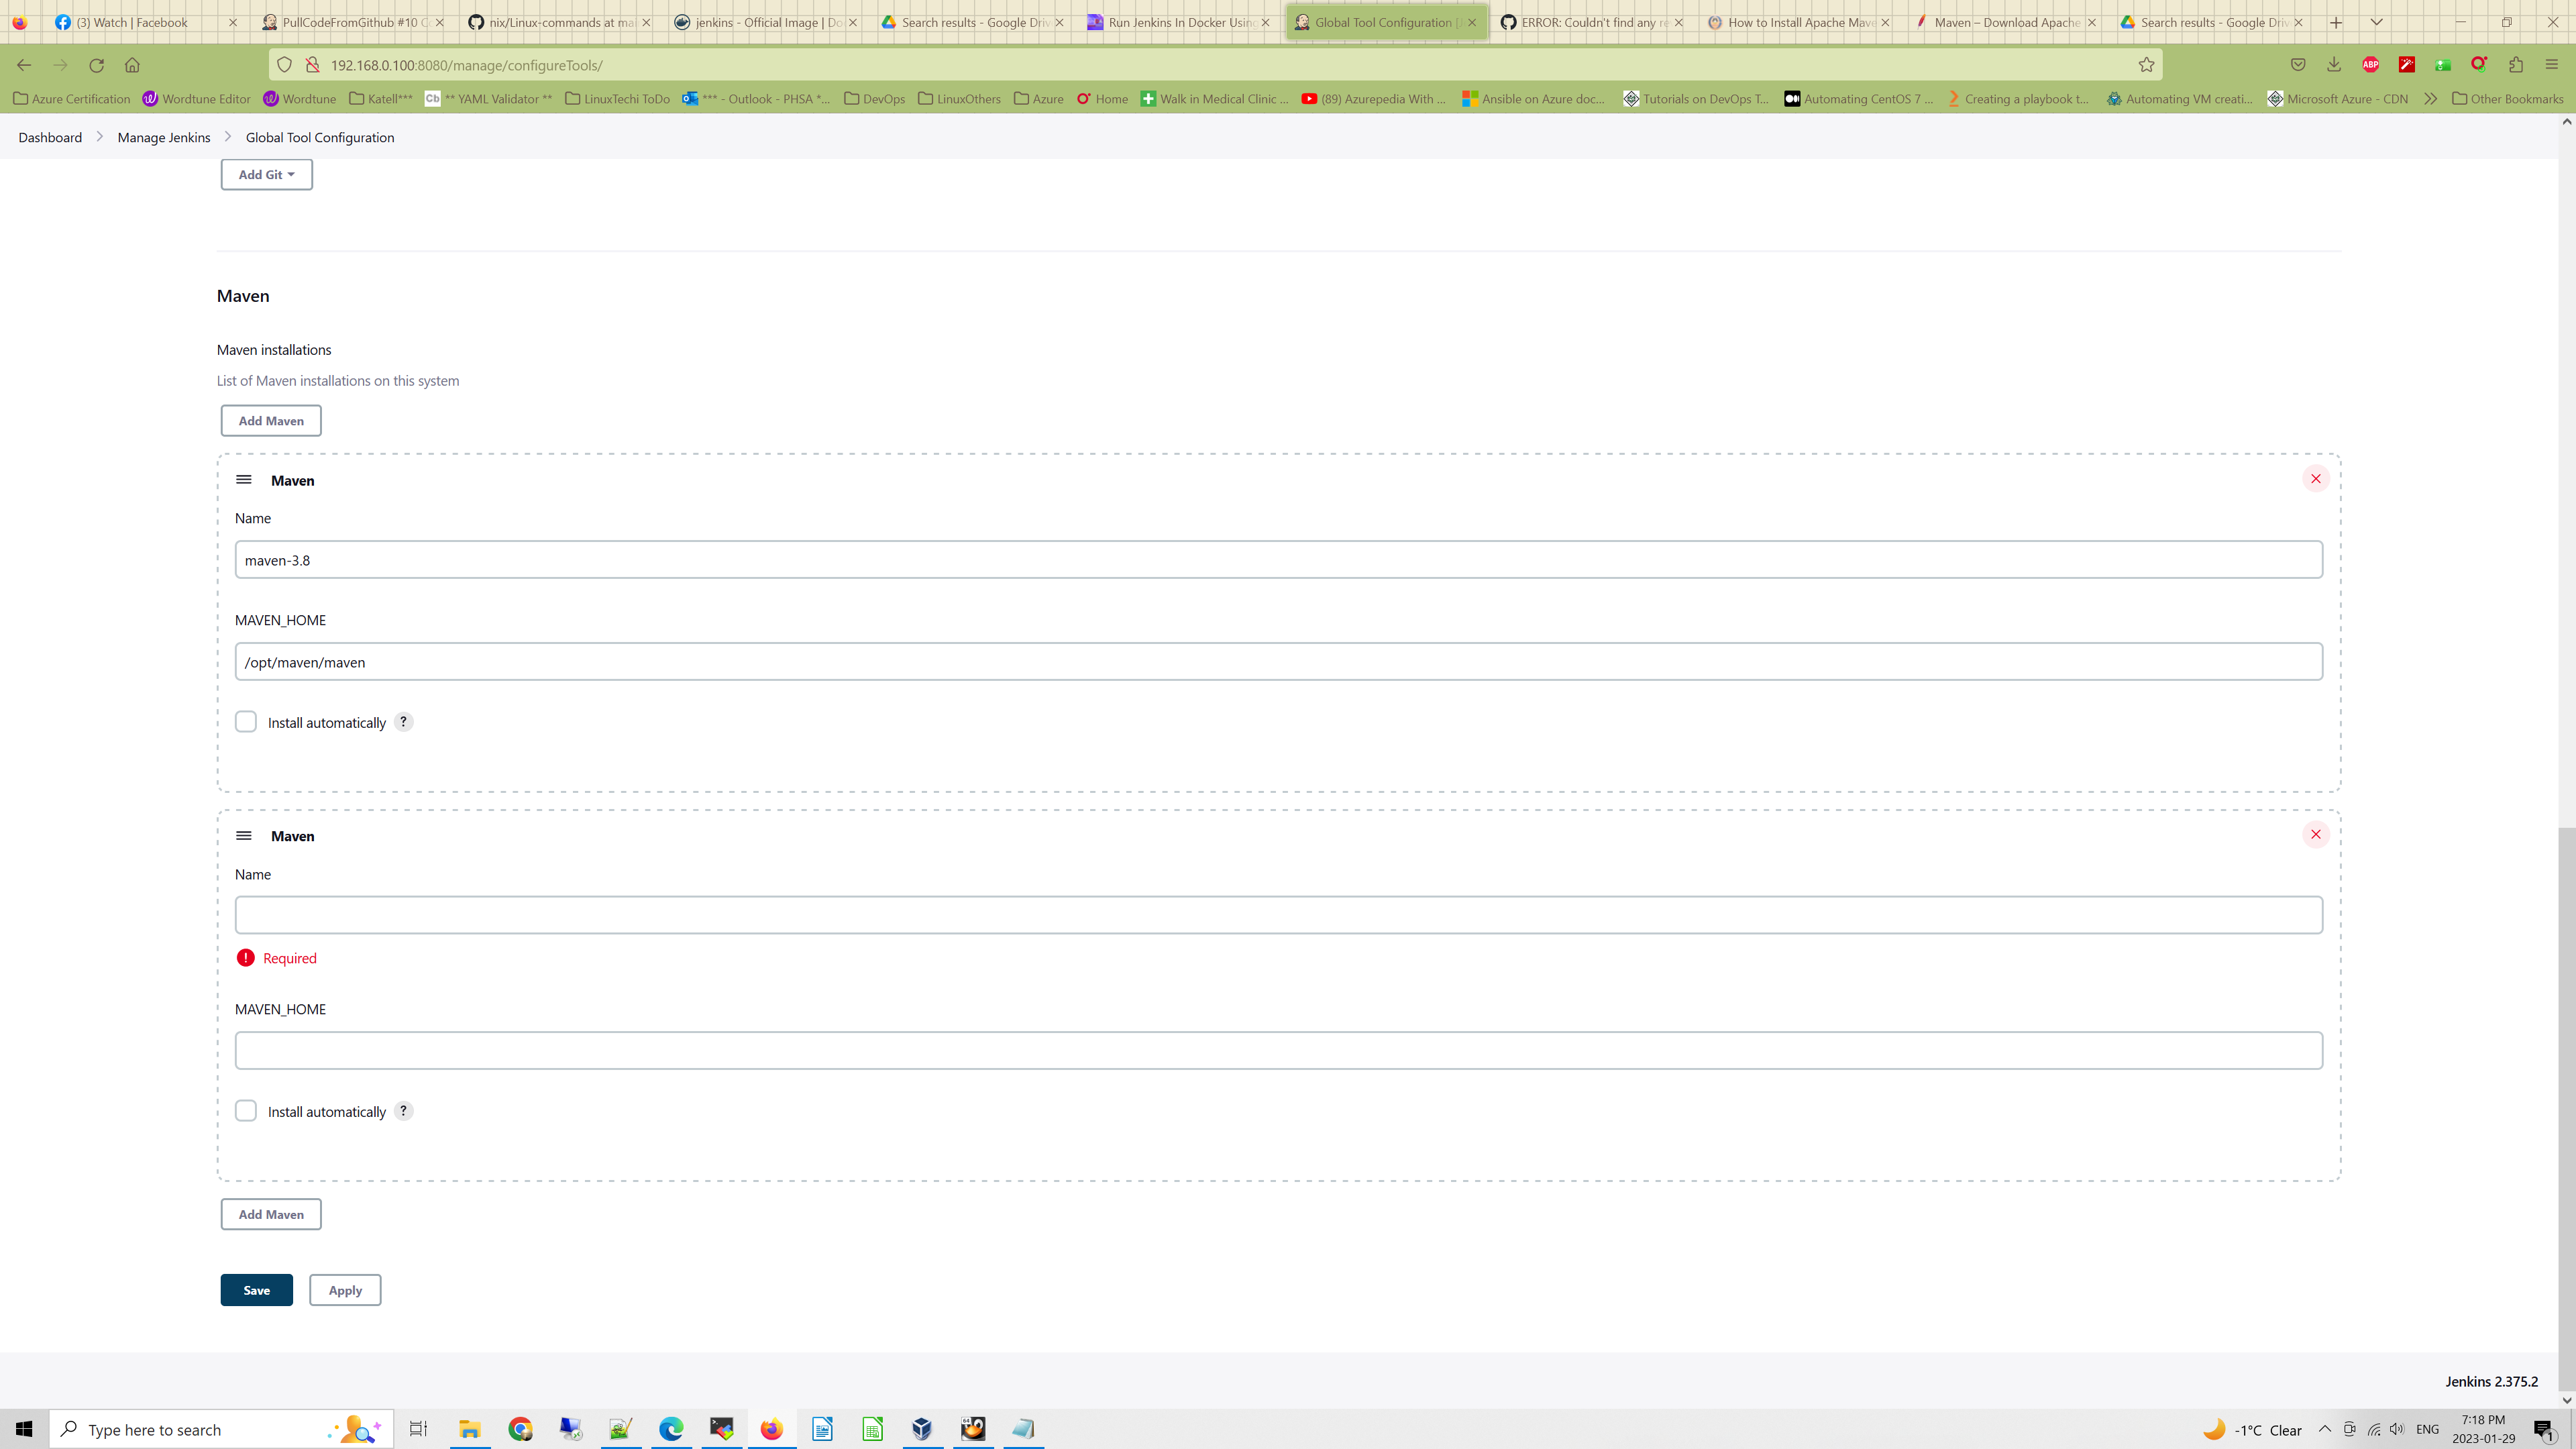 (3) Watch | Facebook
PullCodeFromGithub #10 C
nix/Linux-commands at ma
jenkins - Official Image | Do
Search results - Google Driv
Run Jenkins In Docker Using
Global Tool Configuration [J
ERROR: Couldn't find any re
How to Install Apache Mave
Maven – Download Apache
Search results - Google Driv
192.168.0.100:8080/manage/configureTools/
ABP
Azure Certification
Wordtune Editor
Wordtune
Katell***
Cb
** YAML Validator **
LinuxTechi ToDo
*** - Outlook - PHSA *...
DevOps
LinuxOthers
Azure
Home
Walk in Medical Clinic ...
(89) Azurepedia With ...
Ansible on Azure doc...
Tutorials on DevOps T...
Automating CentOS 7 ...
Creating a playbook t...
Automating VM creati...
Microsoft Azure - CDN
Other Bookmarks
Dashboard
Manage Jenkins
Global Tool Configuration
Add Git
Maven
Maven installations
List of Maven installations on this system
Add Maven
Maven
Name
maven-3.8
MAVEN_HOME
/opt/maven/maven
Install automatically ?
Maven
Name
! Required
MAVEN_HOME
Install automatically ?
Add Maven
Save
Apply
Jenkins 2.375.2
Type here to search
-1°C Clear
ENG
7:18 PM
2023-01-29
1